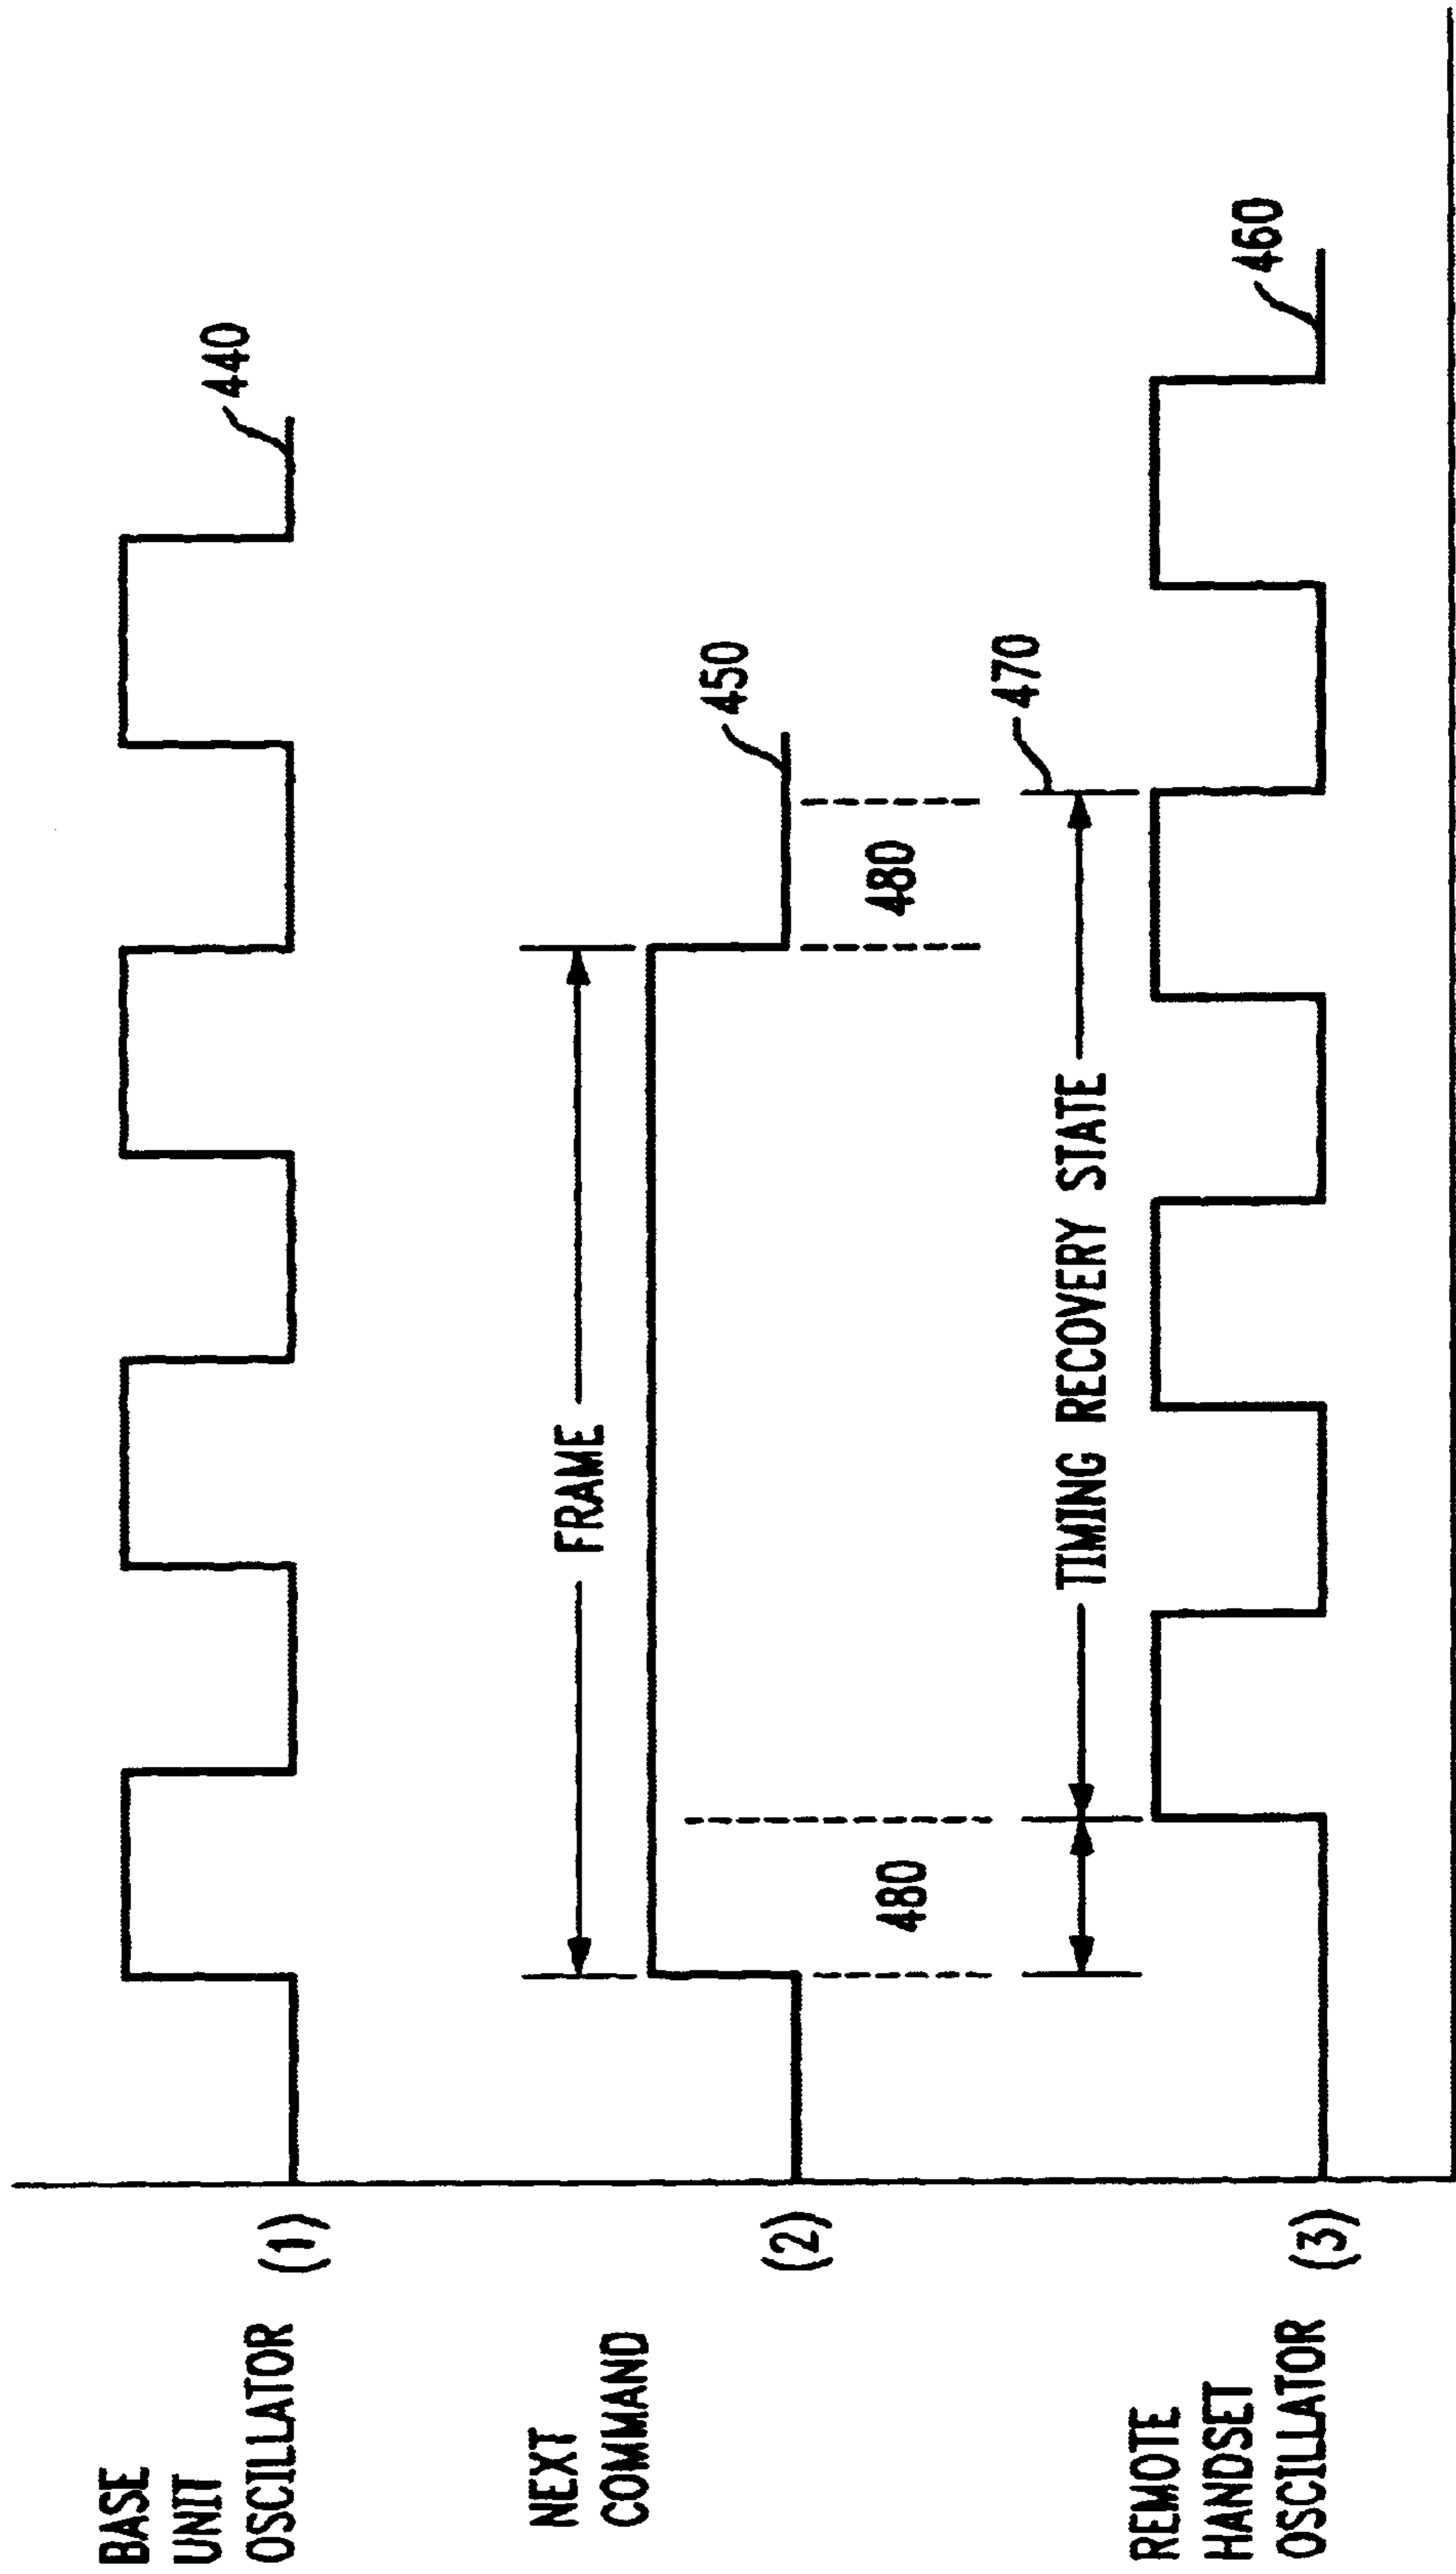 BASE
UNIT
OSCILLATOR (1)
440
NEXT
COMMAND
(2)
FRAME
450
480
480
470
TIMING RECOVERY STATE
REMOTE
HANDSET
OSCILLATOR (3)
460